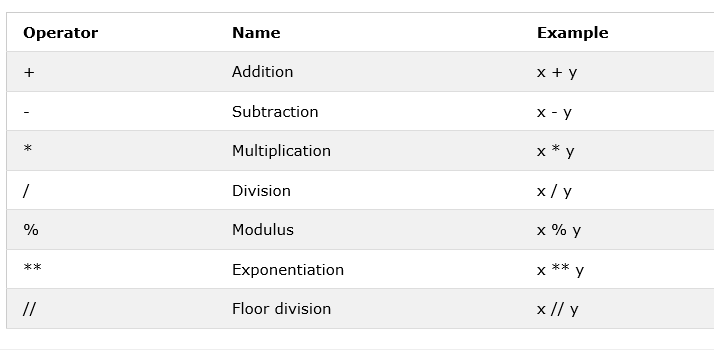 Operator Name Example
+ Addition x + y
- Subtraction x - y
* Multiplication x * y
/ Division x / y
% Modulus x % y
** Exponentiation x ** y
// Floor division x // y